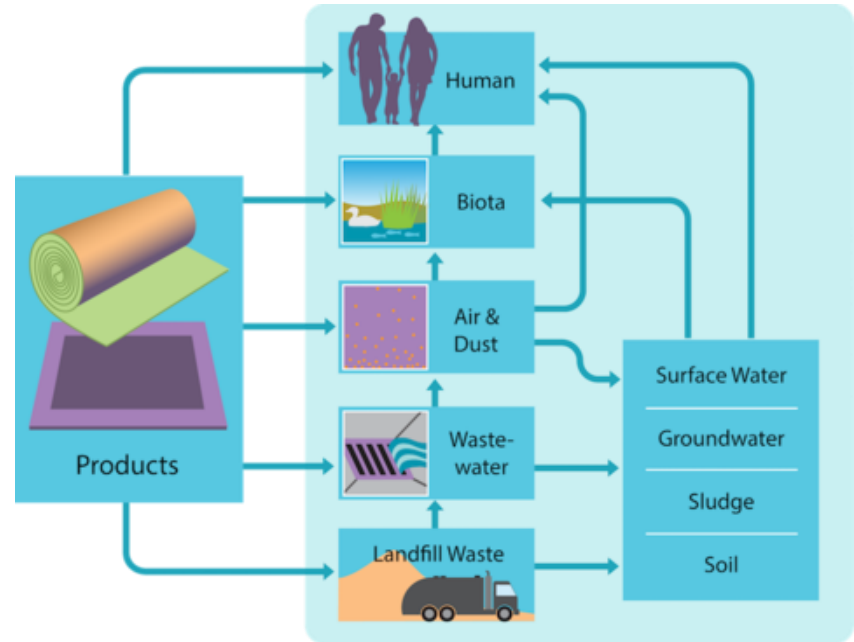 Human
Biota
Air &
Dust
Products
Waste-
water
Landfill Waste
Surface Water
Groundwater
Sludge
Soil